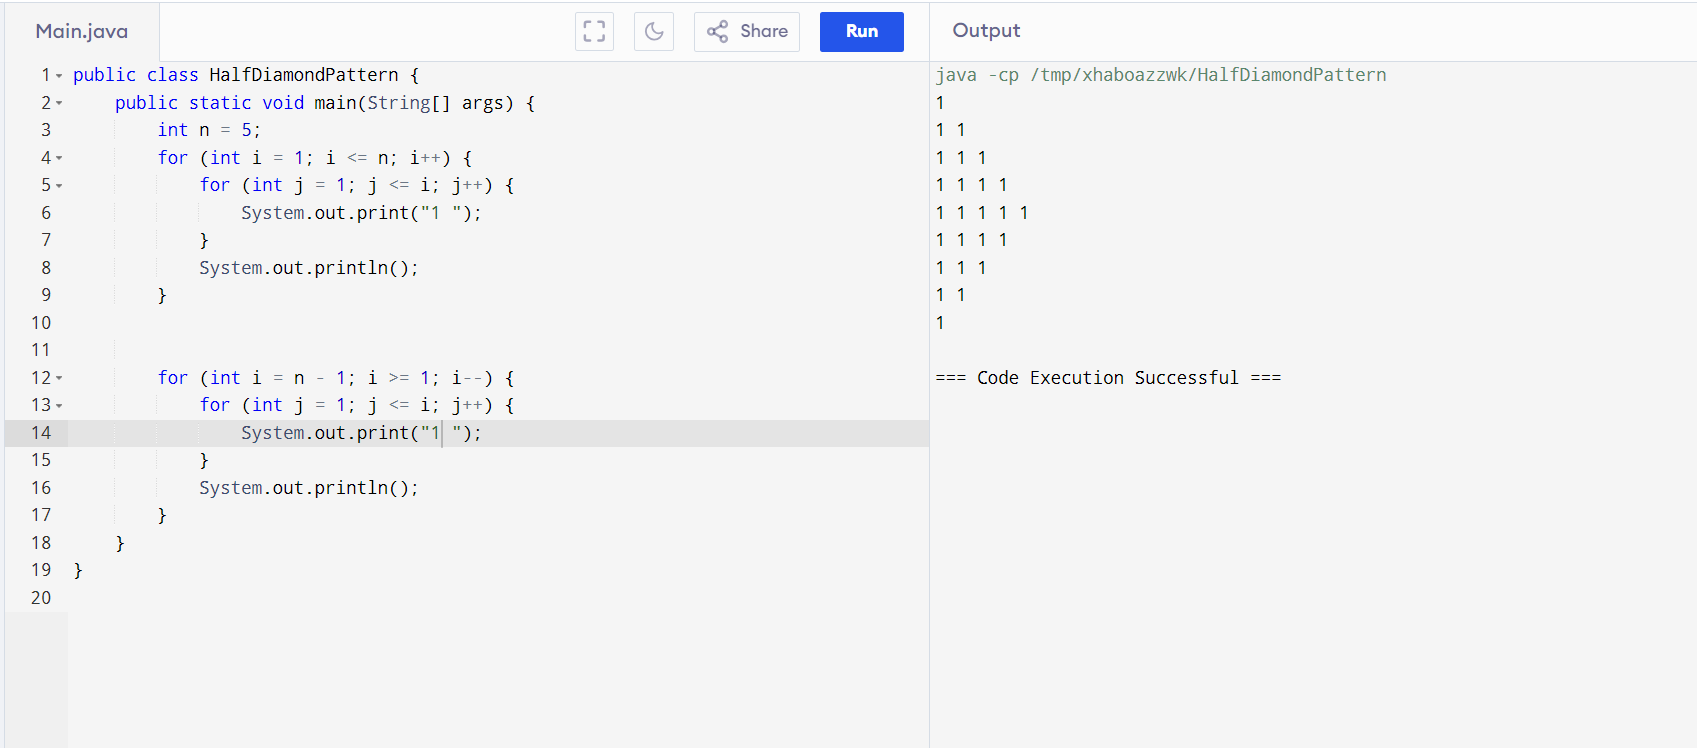 Main.java
Share
Run
Output
1 public class HalfDiamondPattern {
2     public static void main(String[] args) {
3         int n = 5;
4         for (int i = 1; i <= n; i++) {
5             for (int j = 1; j <= i; j++) {
6                 System.out.print("1 ");
7             }
8             System.out.println();
9         }
10
11
12         for (int i = n - 1; i >= 1; i--) {
13             for (int j = 1; j <= i; j++) {
14                 System.out.print("1 ");
15             }
16             System.out.println();
17         }
18     }
19 }
20
java -cp /tmp/xhaboazzwk/HalfDiamondPattern
1
1 1
1 1 1
1 1 1 1
1 1 1 1 1
1 1 1 1
1 1 1
1 1
1
=== Code Execution Successful ===